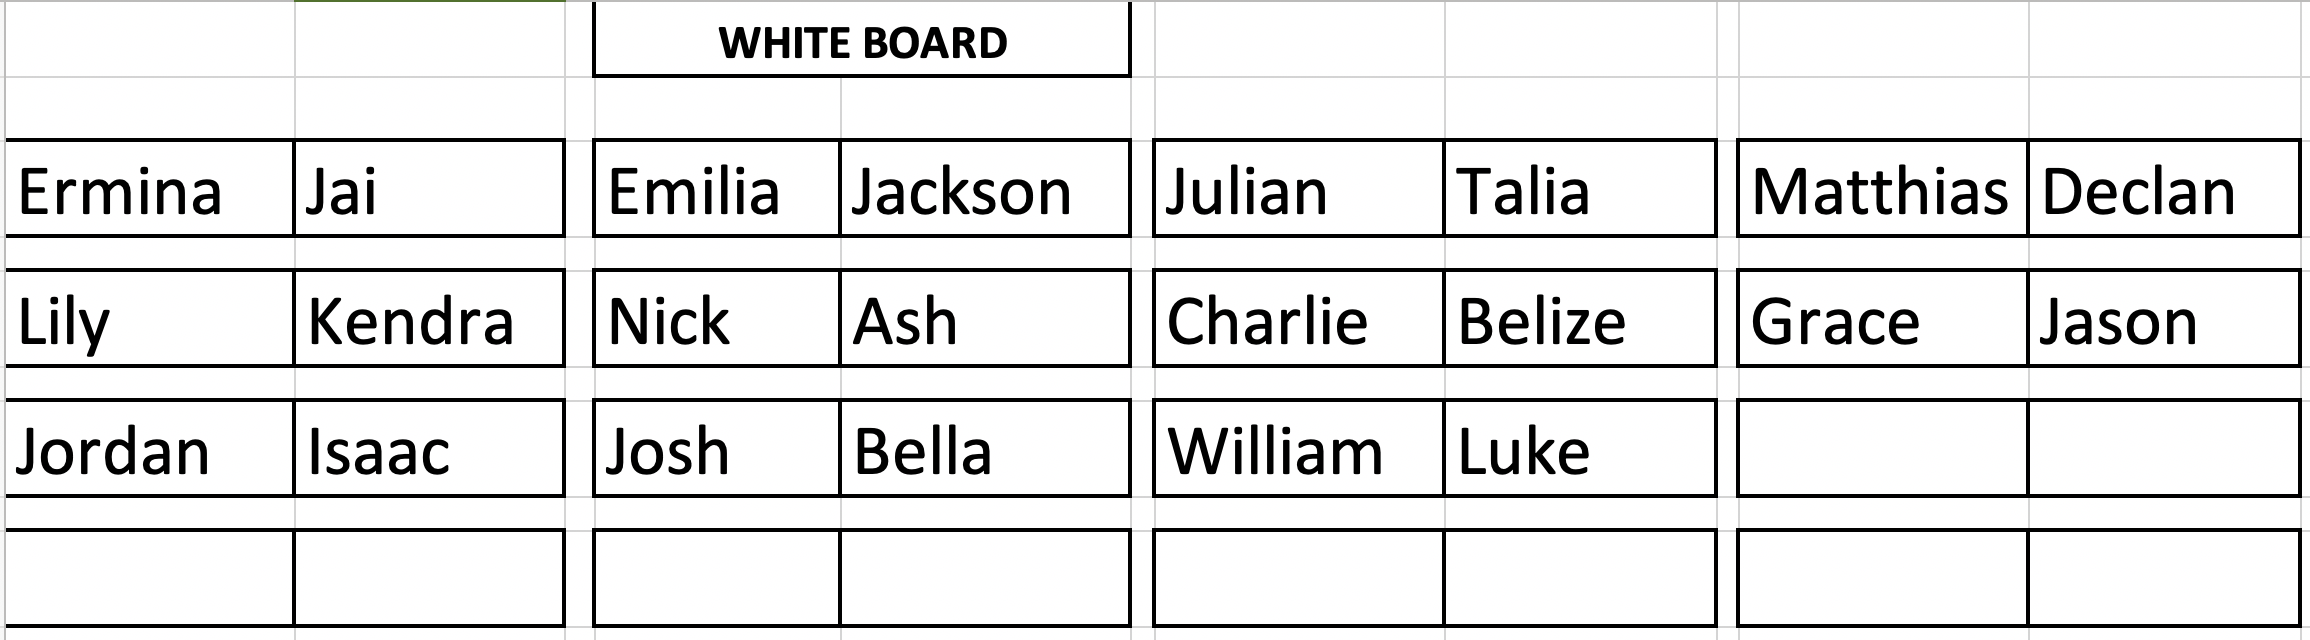 WHITE BOARD
Ermina Jai Emilia Jackson Julian Talia Matthias Declan
Lily Kendra Nick Ash Charlie Belize Grace Jason
Jordan Isaac Josh Bella William Luke